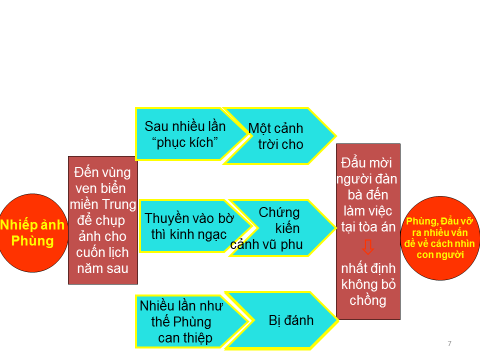 Nhiếp ảnh
Phùng
Đến vùng
ven biển
miền Trung
để chụp
ảnh cho
cuốn lịch
năm sau
Sau nhiều lần
“phục kích”
Một cảnh
trời cho
Thuyền vào bờ
thì kinh ngạc
Chứng
kiến
cảnh vũ phu
Nhiều lần như
thế Phùng
can thiệp
Bị đánh
Đẩu mời
người đàn
bà đến
làm việc
tại tòa án
nhất định
không bỏ
chồng
Phùng, Đẩu vỡ
ra nhiều vấn
đề về cách nhìn
con người
7